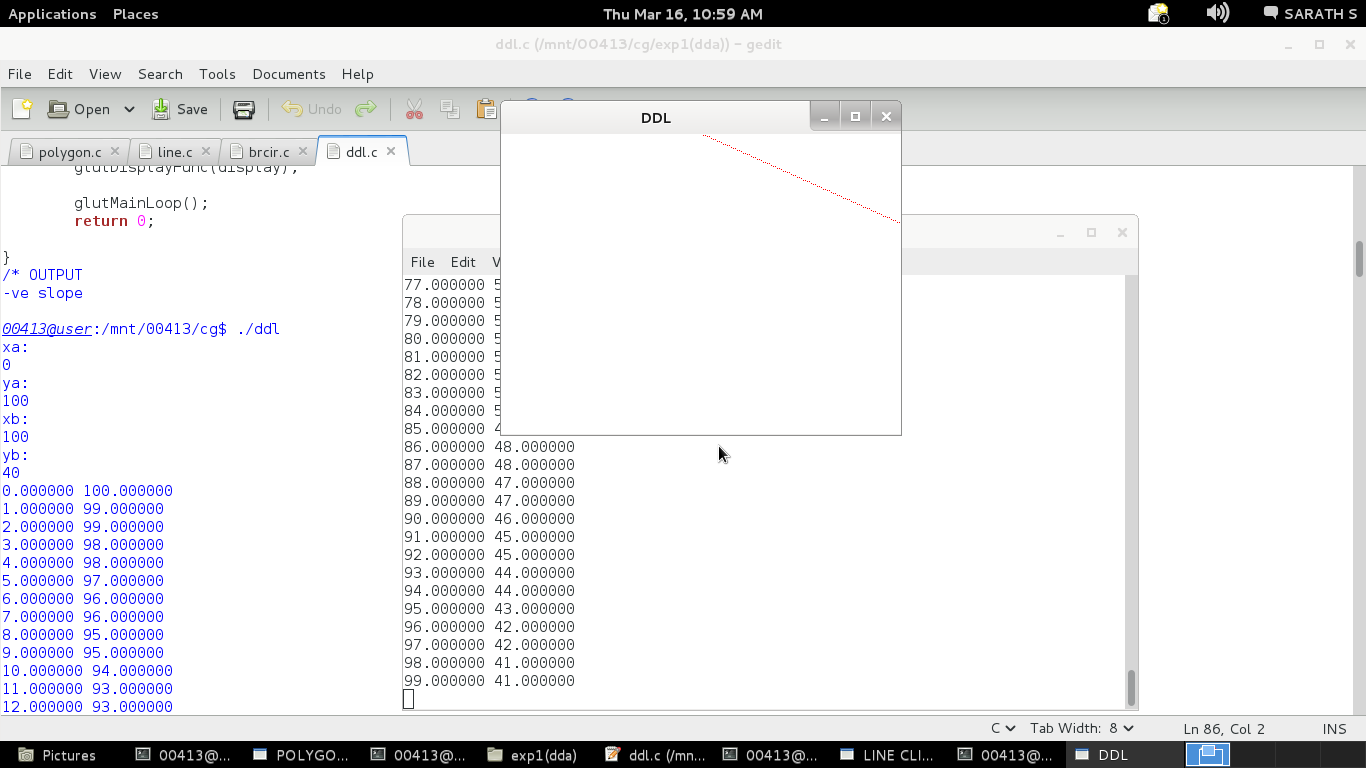 Applications Places Thu Mar 16, 10:59 AM SARATH S
ddl.c (/mnt/00413/cg/exp1(dda)) - gedit
File Edit View Search Tools Documents Help
Open Save Undo
polygon.c line.c brcir.c ddl.c
glutDisplayFunc(display);
glutMainLoop();
return 0;
}
/* OUTPUT
-ve slope
00413@user:/mnt/00413/cg$ ./ddl
xa:
0
ya:
100
xb:
100
yb:
40
0.000000 100.000000
1.000000 99.000000
2.000000 99.000000
3.000000 98.000000
4.000000 98.000000
5.000000 97.000000
6.000000 96.000000
7.000000 96.000000
8.000000 95.000000
9.000000 95.000000
10.000000 94.000000
11.000000 93.000000
12.000000 93.000000
DDL
File Edit V
77.000000 5
78.000000 5
79.000000 5
80.000000 5
81.000000 5
82.000000 5
83.000000 5
84.000000 5
85.000000 4
86.000000 48.000000
87.000000 48.000000
88.000000 47.000000
89.000000 47.000000
90.000000 46.000000
91.000000 45.000000
92.000000 45.000000
93.000000 44.000000
94.000000 44.000000
95.000000 43.000000
96.000000 42.000000
97.000000 42.000000
98.000000 41.000000
99.000000 41.000000
C Tab Width: 8 Ln 86, Col 2 INS
Pictures 00413@... POLYGO... 00413@... exp1(dda) ddl.c (/mn... 00413@... LINE CLI... 00413@... DDL